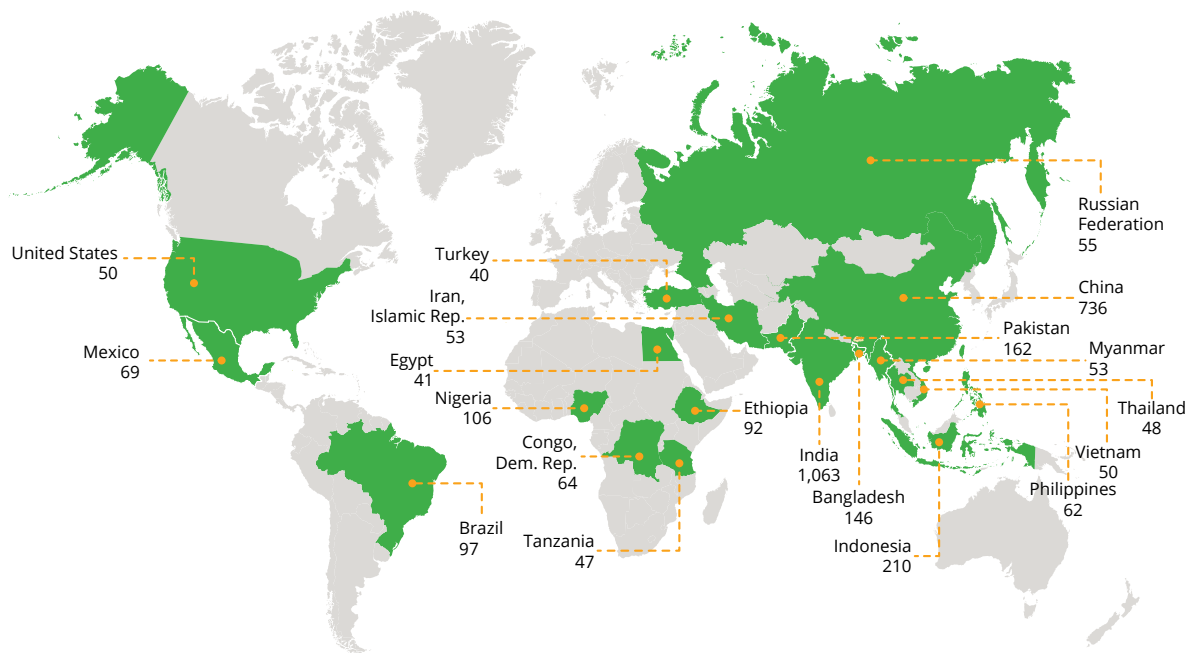 United States
50
Mexico
69
Brazil
97
Turkey
40
Iran,
Islamic Rep.
53
Egypt
41
Nigeria
106
Congo,
Dem. Rep.
64
Tanzania
47
Ethiopia
92
Russian
Federation
55
China
736
Pakistan
162
Myanmar
53
Thailand
48
Vietnam
50
Philippines
62
India
1,063
Bangladesh
146
Indonesia
210